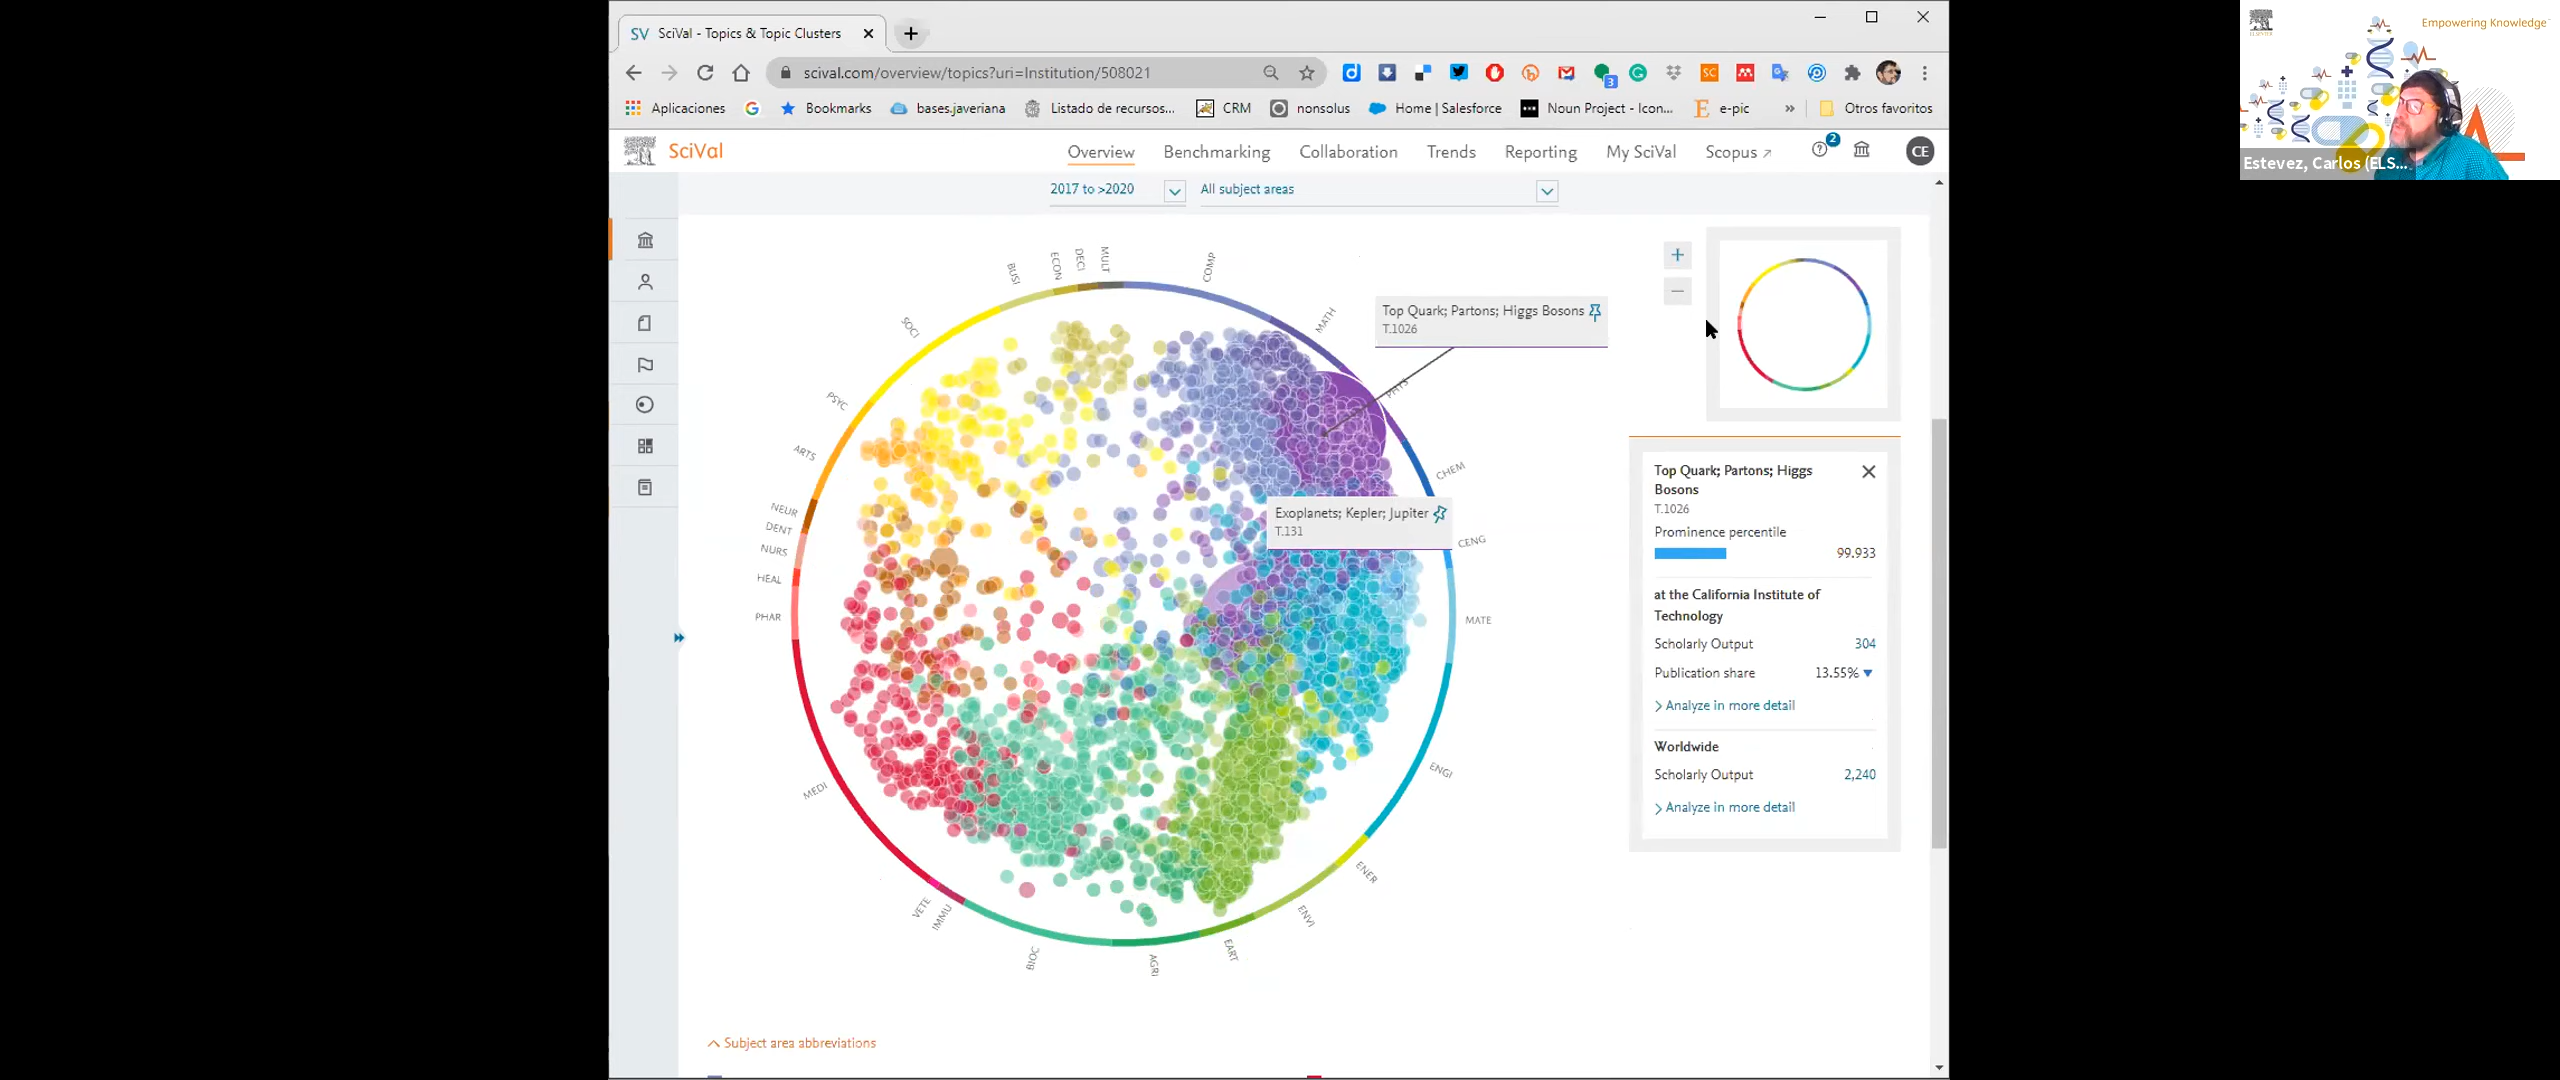 SV SciVal - Topics & Topic Clusters
scival.com/overview/topics?uri=Institution/508021
3
Aplicaciones
Bookmarks
bases.javeriana
Listado de recursos...
CRM
nonsolus
Home | Salesforce
Noun Project - Icon...
e-pic
»
Otros favoritos
SciVal
Overview
Benchmarking
Collaboration
Trends
Reporting
My SciVal
Scopus
2
CE
2017 to >2020
All subject areas
BUSI
ECON
DECI
MULT
COMP
MATH
PHYS
CHEM
CENG
MATE
ENGI
ENER
ENVI
EART
AGRI
BIOC
IMMU
VETE
MEDI
PHAR
HEAL
NURS
DENT
NEUR
ARTS
PSYC
SOCI
Top Quark; Partons; Higgs Bosons
T.1026
Exoplanets; Kepler; Jupiter
T.131
Top Quark; Partons; Higgs
Bosons
T.1026
Prominence percentile
99.933
at the California Institute of
Technology
Scholarly Output 304
Publication share 13.55%
Analyze in more detail
Worldwide
Scholarly Output 2,240
Analyze in more detail
Subject area abbreviations
Empowering Knowledge
ELSEVIER
Estevez, Carlos (ELS...